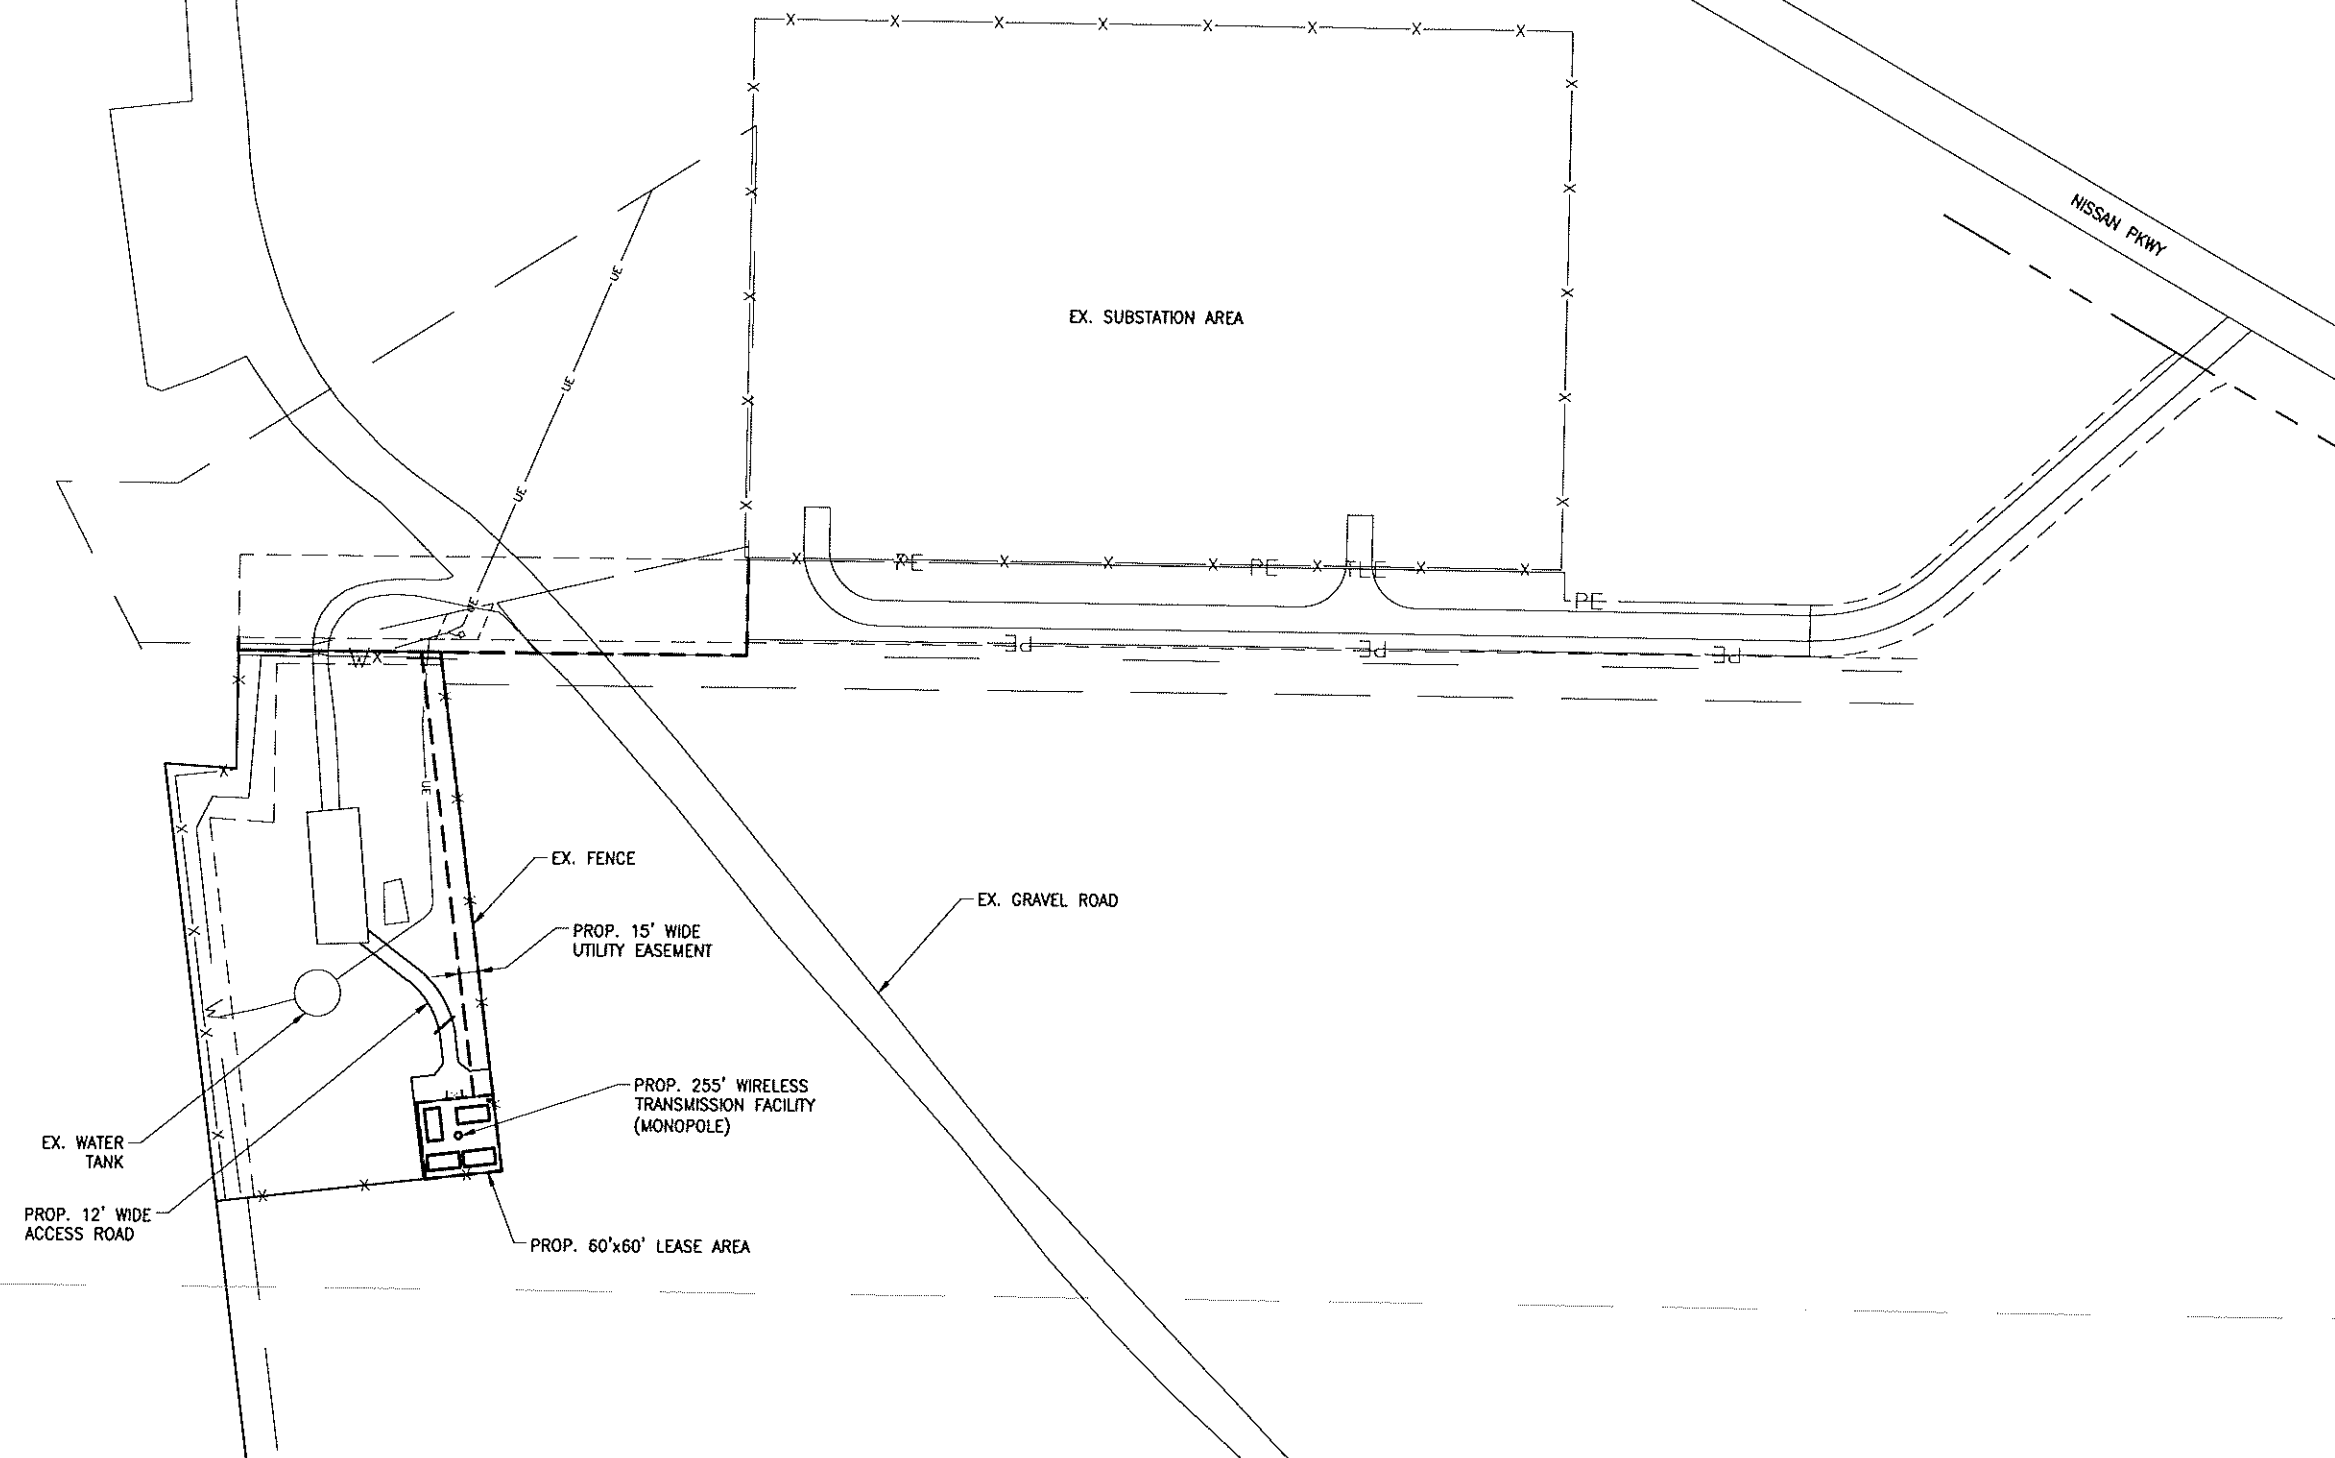 NISSAN PKWY
EX. SUBSTATION AREA
UE
UE
UE
UE
PE
PE
TLE
PE
PE
PE
PE
W
UE
EX. FENCE
EX. GRAVEL ROAD
PROP. 15' WIDE
UTILITY EASEMENT
W
PROP. 255' WIRELESS
TRANSMISSION FACILITY
(MONOPOLE)
EX. WATER
TANK
PROP. 12' WIDE
ACCESS ROAD
PROP. 60'x60' LEASE AREA